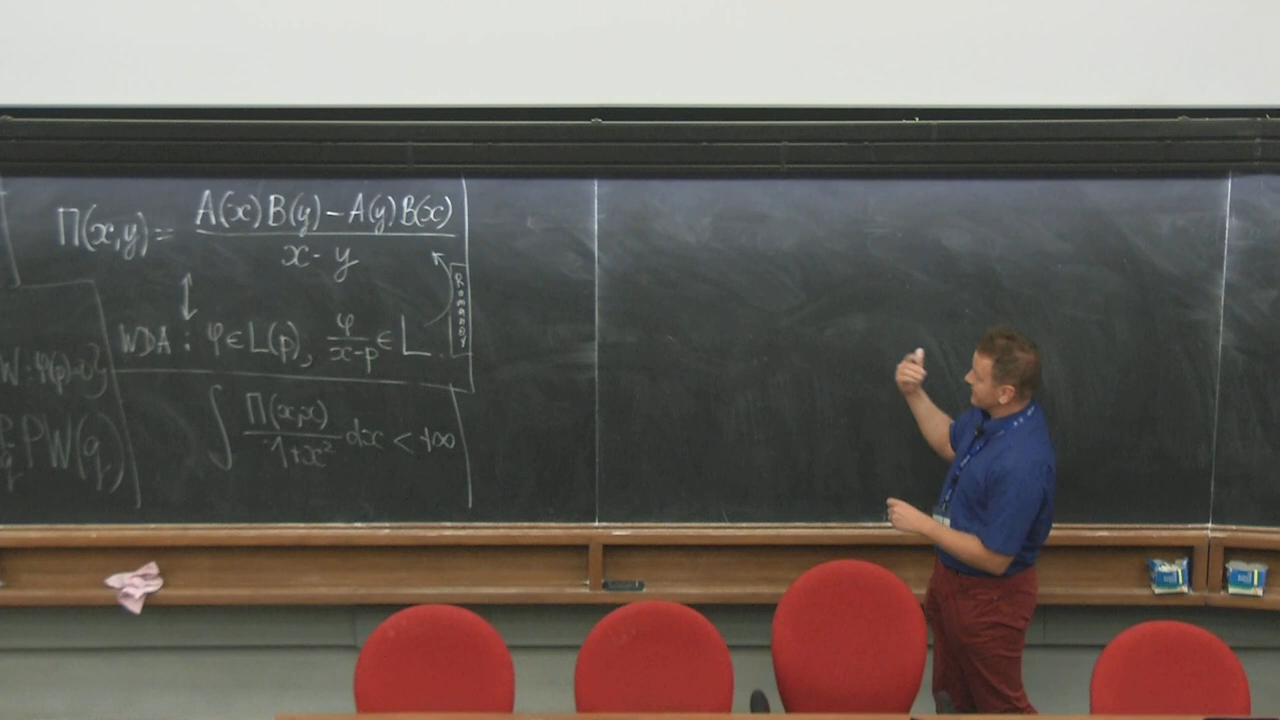 Π(x,y) = (A(x)B(y) - A(y)B(x)) / (x - y)
↕
WDA : φ ∈ L(p), φ/(x-p) ∈ L
Romanov
W : φ(p)=0}
PW(q)
∫ Π(x,x)/(1+x²) dx < +∞